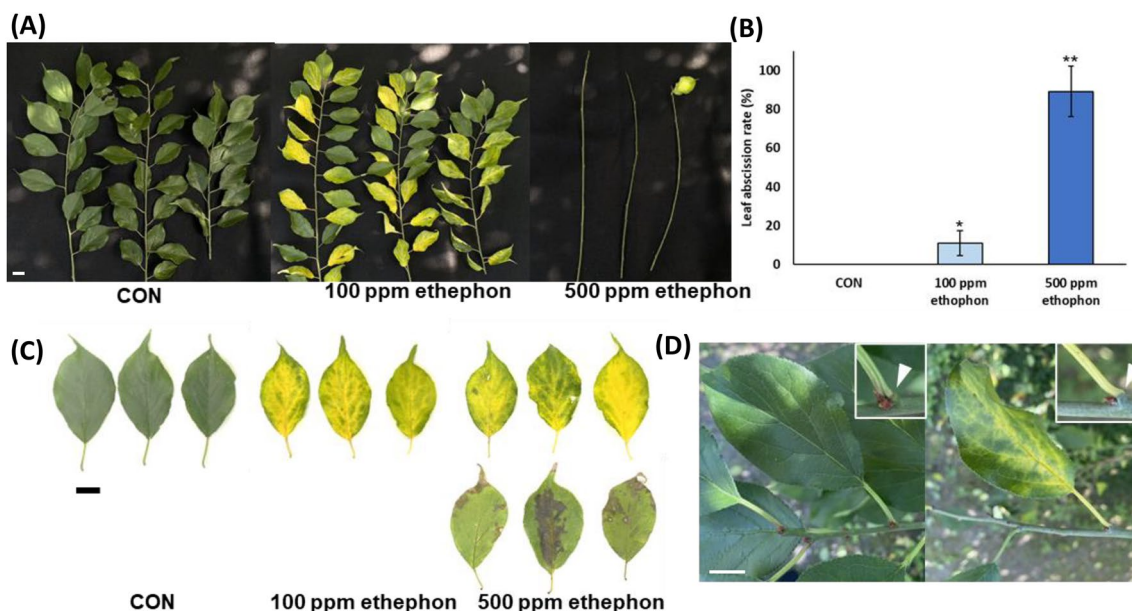 (A)
CON
100 ppm ethephon
500 ppm ethephon
(B)
Leaf abscission rate (%)
100
80
60
40
20
0
*
**
CON
100 ppm
ethophon
500 ppm
ethophon
(C)
CON
100 ppm ethephon
500 ppm ethephon
(D)